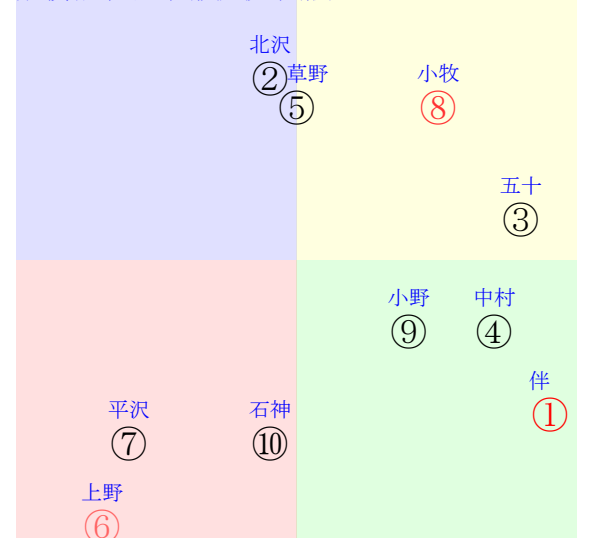 北沢
②
草野
⑤
小牧
⑧
五十
③
小野
⑨
中村
④
伴
①
平沢
⑦
石神
⑩
上野
⑥